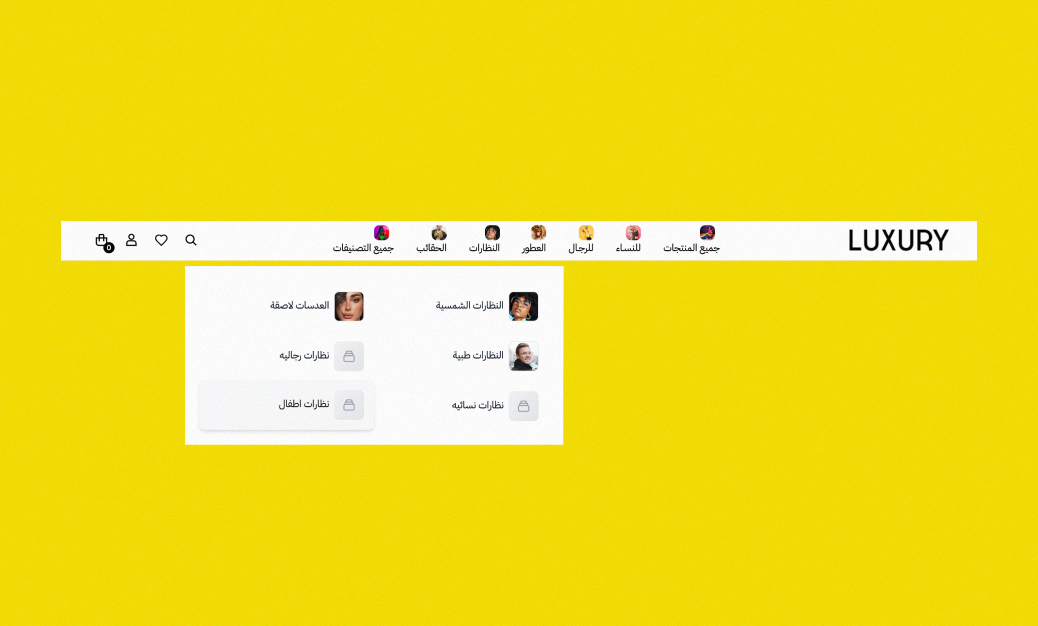 LUXURY
جميع المنتجات
للنساء
للرجال
العطور
النظارات
الحقائب
جميع التصنيفات
0
النظارات الشمسية
العدسات لاصقة
النظارات طبية
نظارات رجاليه
نظارات نسائيه
نظارات اطفال